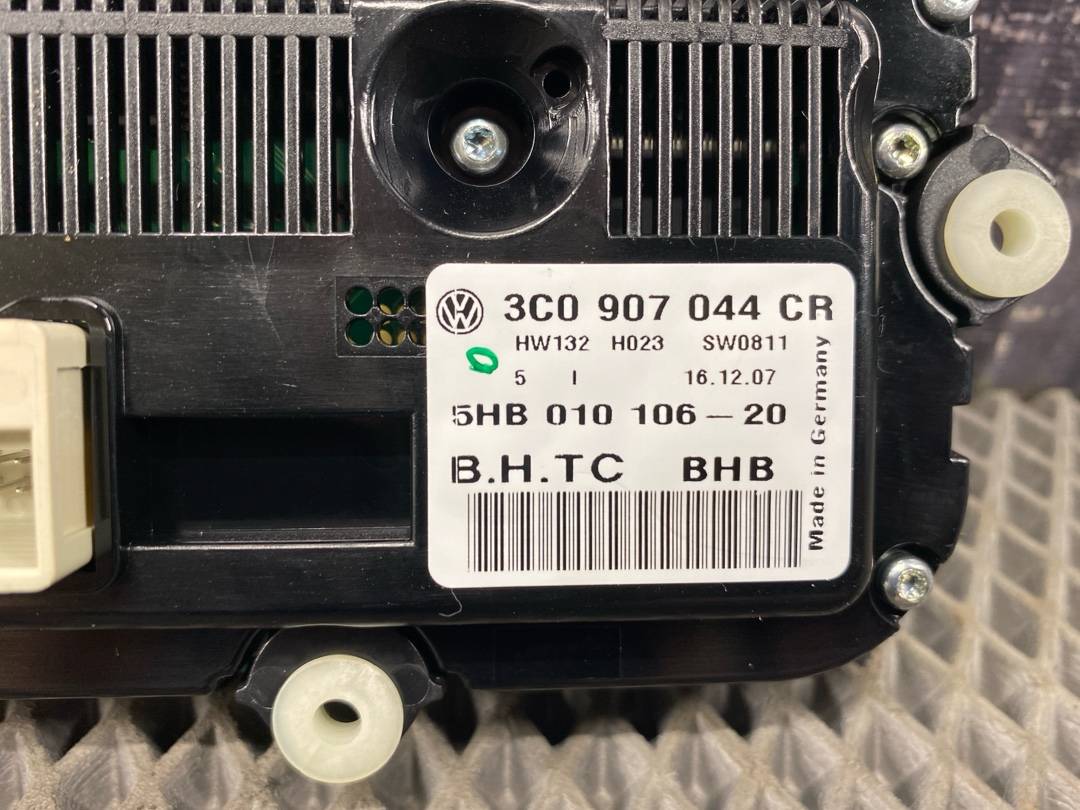 3C0 907 044 CR
HW132 H023 SW0811
5 I 16.12.07
5HB 010 106-20
B.H.TC BHB
Made in Germany